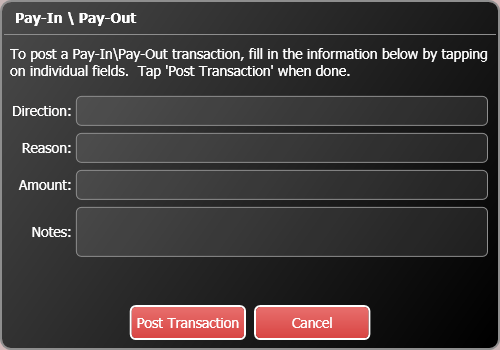 Pay-In \ Pay-Out
To post a Pay-In\Pay-Out transaction, fill in the information below by tapping
on individual fields.  Tap 'Post Transaction' when done.
Direction:
Reason:
Amount:
Notes:
Post Transaction
Cancel